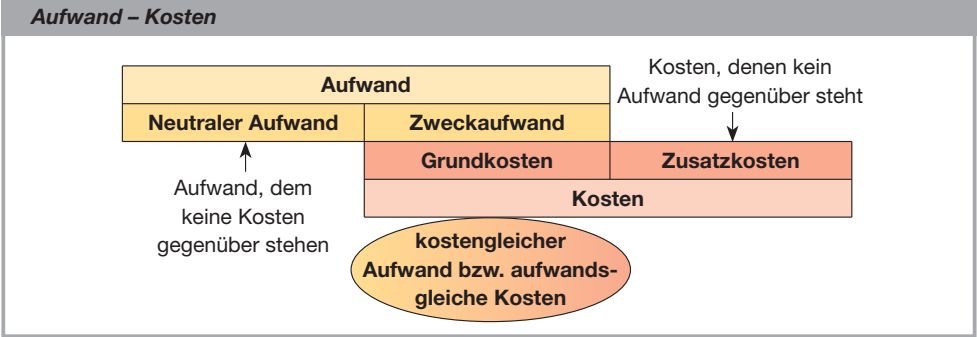 Aufwand – Kosten
Kosten, denen kein
Aufwand gegenüber steht
Aufwand
Neutraler Aufwand
Zweckaufwand
Grundkosten
Zusatzkosten
Kosten
Aufwand, dem
keine Kosten
gegenüber stehen
kostengleicher
Aufwand bzw. aufwands-
gleiche Kosten